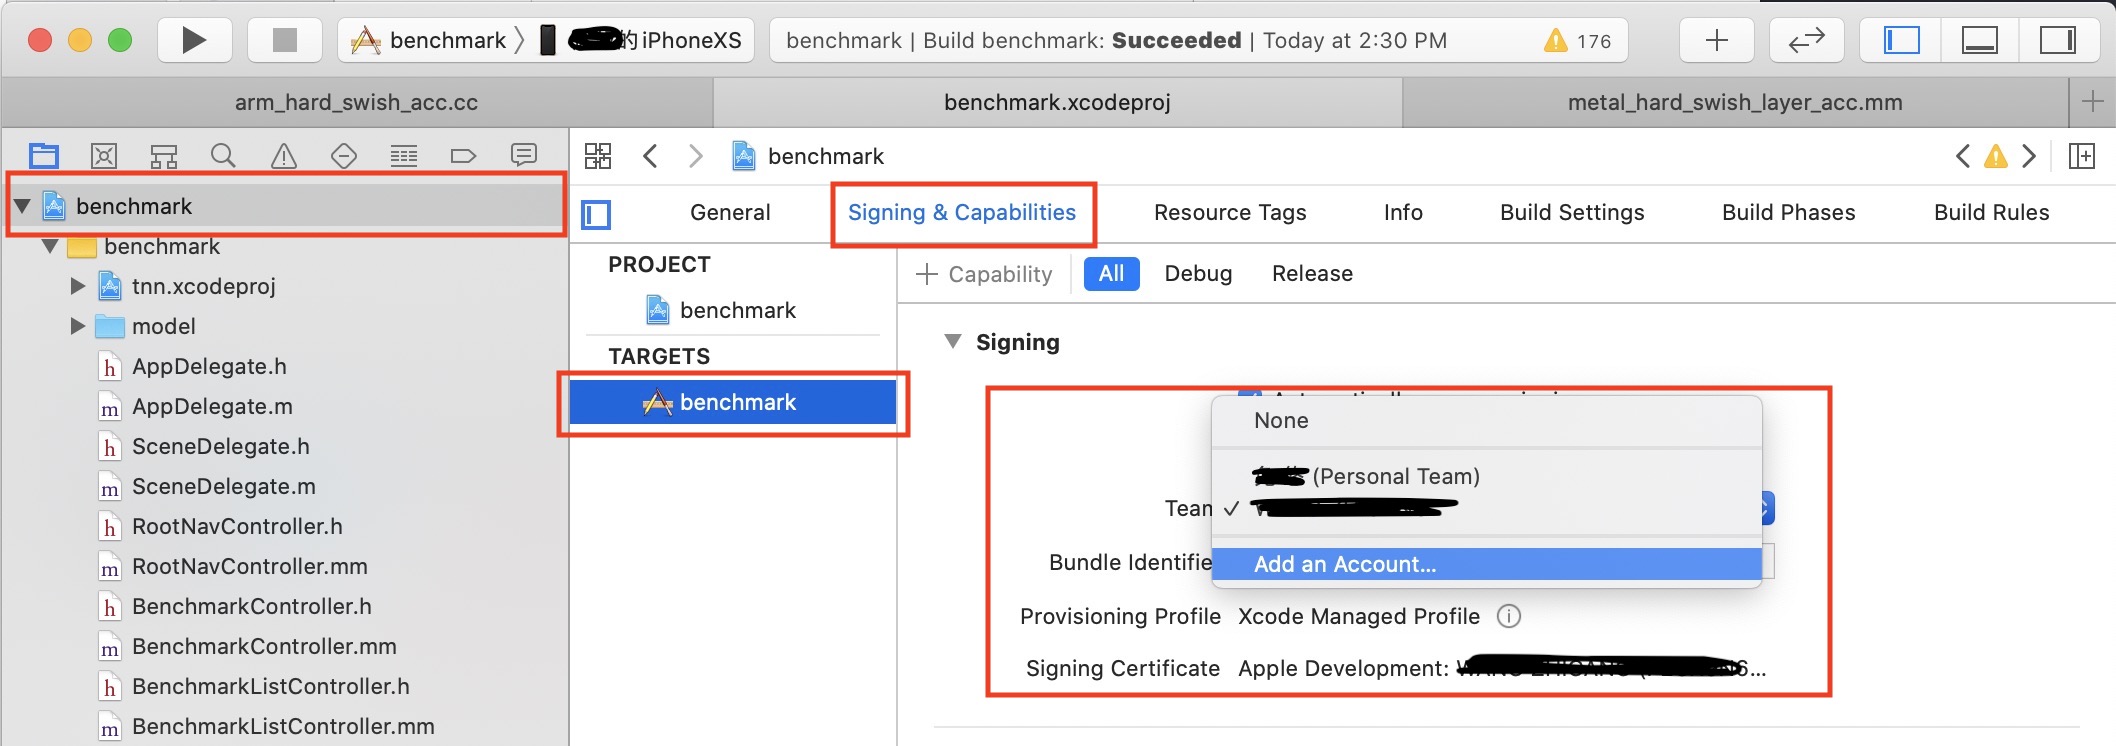 benchmark 的 iPhoneXS
benchmark | Build benchmark: Succeeded | Today at 2:30 PM 176
arm_hard_swish_acc.cc benchmark.xcodeproj metal_hard_swish_layer_acc.mm
benchmark
benchmark
benchmark
tnn.xcodeproj
model
AppDelegate.h
AppDelegate.m
SceneDelegate.h
SceneDelegate.m
RootNavController.h
RootNavController.mm
BenchmarkController.h
BenchmarkController.mm
BenchmarkListController.h
BenchmarkListController.mm
General Signing & Capabilities Resource Tags Info Build Settings Build Phases Build Rules
PROJECT
benchmark
TARGETS
benchmark
Capability All Debug Release
Signing
None
(Personal Team)
Team
Add an Account...
Bundle Identifie
Provisioning Profile Xcode Managed Profile
Signing Certificate Apple Development: